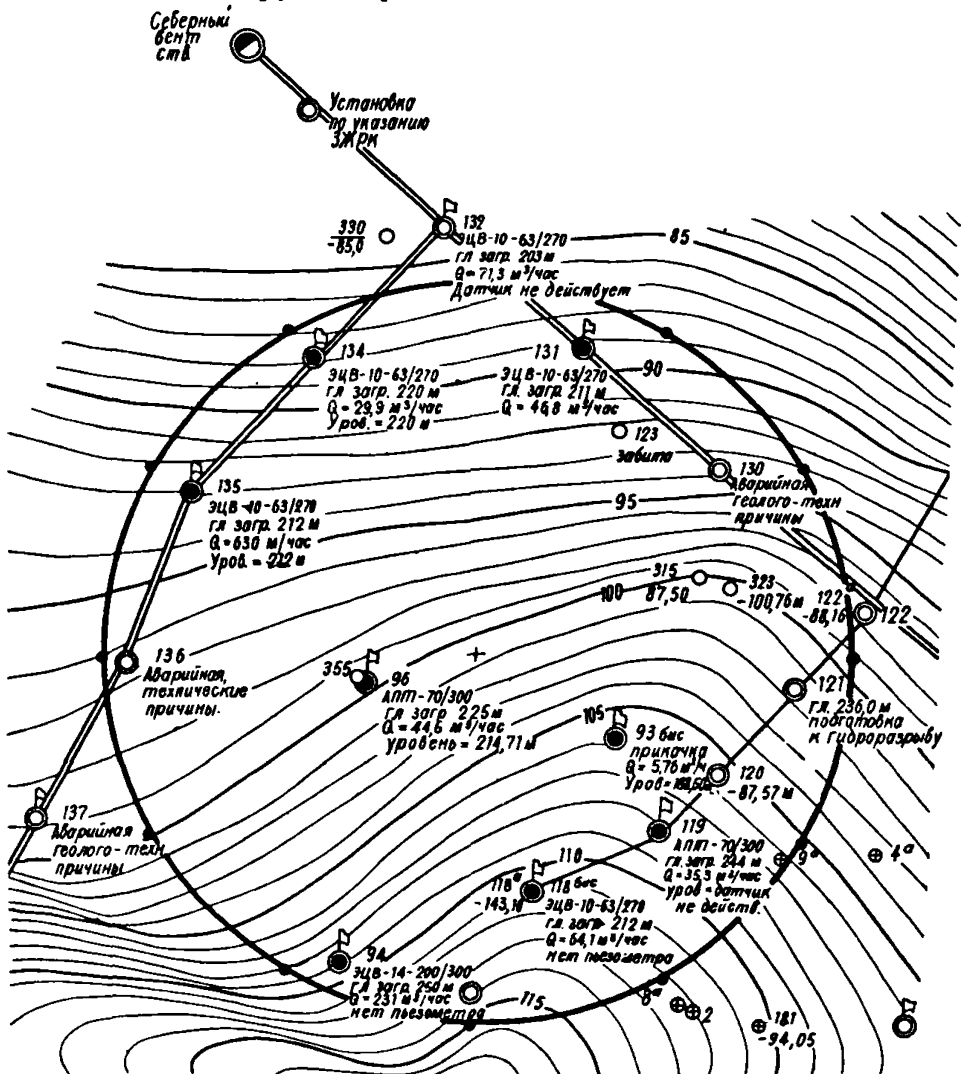 Северный
вент
ств.
Установка
по указанию
ЗЖРК
330
-85,0
132
ЭЦВ-10-63/270
гл загр 203 м
Q = 71,3 м³/час
Датчик не действует
85
134
ЭЦВ-10-63/270
гл загр. 220 м
Q = 29,9 м³/час
Уров. = 220 м
131
ЭЦВ-10-63/270
гл. загр. 211 м
Q = 46,8 м³/час
90
123
Забита
130
Аварийная
геолого-техн
причины
135
ЭЦВ-10-63/270
гл загр. 212 м
Q = 630 м/час
Уров. = 222 м
95
315
87,50
100
323
-100,76 м
122
-88,16
122
136
Аварийная,
технические
причины.
355
96
АПП-70/300
гл загр 225 м
Q = 44,6 м³/час
уровень = 214,71 м
105
93 бис
прикачка
Q = 5,76 м³/ч
Уров =
121
гл. 236,0 м
подготовка
к гидроразрыву
120
-87,57 м
137
Аварийная
геолого-техн
причины
119
АПП-70/300
гл. загр. 244 м
Q = 35,3 м³/час
уров = датчик
не действ.
9ª
4ª
110
118ª
-143,10
118 бис
ЭЦВ-10-63/270
гл. загр 212 м
Q = 64,1 м³/час
нет пьезометра
94
ЭЦВ-14-200/300
гл загр 250 м
Q = 231 м³/час
нет пьезометра
115
8ª
2
181
-94,05